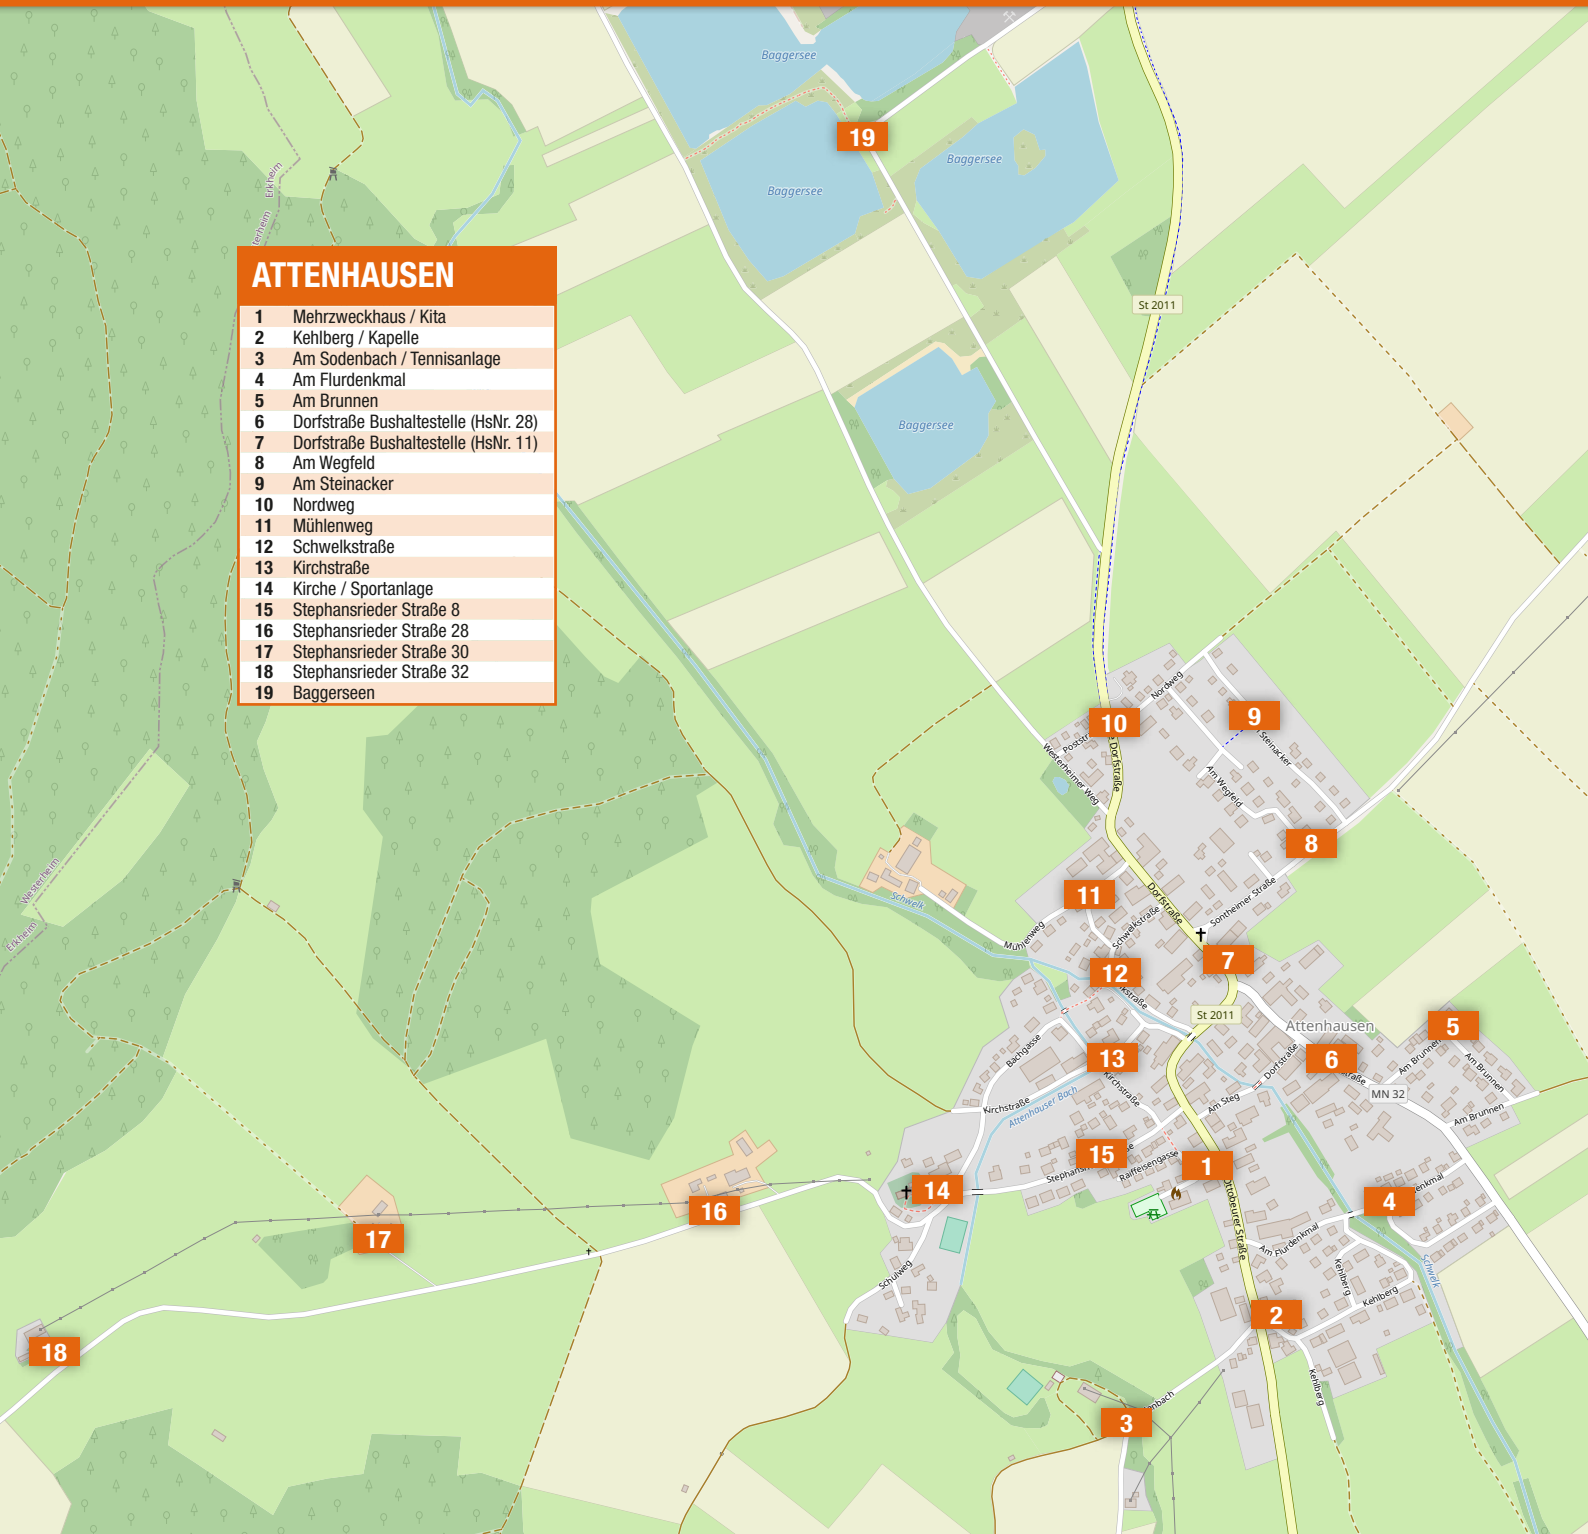 Baggersee
19
Baggersee
Baggersee
Erkheim
ATTENHAUSEN
1 Mehrzweckhaus / Kita
2 Kehlberg / Kapelle
3 Am Sodenbach / Tennisanlage
4 Am Flurdenkmal
5 Am Brunnen
6 Dorfstraße Bushaltestelle (HsNr. 28)
7 Dorfstraße Bushaltestelle (HsNr. 11)
8 Am Wegfeld
9 Am Steinacker
10 Nordweg
11 Mühlenweg
12 Schwelkstraße
13 Kirchstraße
14 Kirche / Sportanlage
15 Stephansrieder Straße 8
16 Stephansrieder Straße 28
17 Stephansrieder Straße 30
18 Stephansrieder Straße 32
19 Baggerseen
St 2011
Baggersee
Nordweg
10
9
Steinacker
Dorfstraße
Westerheimer Weg
Am Wegfeld
8
Westerheim
Erkheim
11
Schwelk
Dorfstraße
Sontheimer Straße
Schwelkstraße
Mühlenweg
7
12
St 2011
Attenhausen
5
6
13
Bachgasse
Dorfstraße
Am Brunnen
Am Brunnen
MN 32
Kirchstraße
Kirchstraße
Attenhauser Bach
Am Steg
Am Brunnen
15
Raiffeisengasse
1
14
4
16
17
Ottobeurer Straße
Am Flurdenkmal
Schulweg
Kehlberg
Kehlberg
Schwelk
2
18
Kehlberg
3